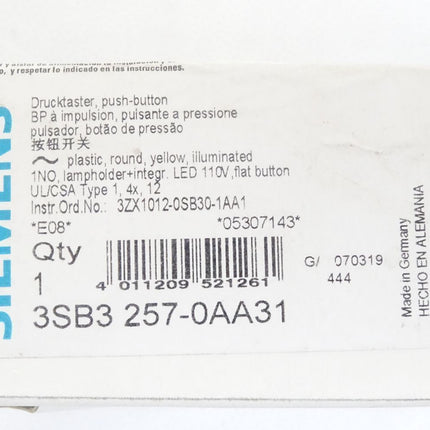 o, y respetar lo indicado en las instrucciones.
SIEMENS
Drucktaster, push-button
BP à impulsion, pulsante a pressione
pulsador, botão de pressão
按钮开关
～ plastic, round, yellow, illuminated
1NO, lampholder+integr. LED 110V,flat button
UL/CSA Type 1, 4x, 12
Instr.Ord.No.: 3ZX1012-0SB30-1AA1
*E08* *05307143*
Qty
1
4 011209 521261
G/ 070319
444
3SB3 257-0AA31
Made in Germany
HECHO EN ALEMANIA